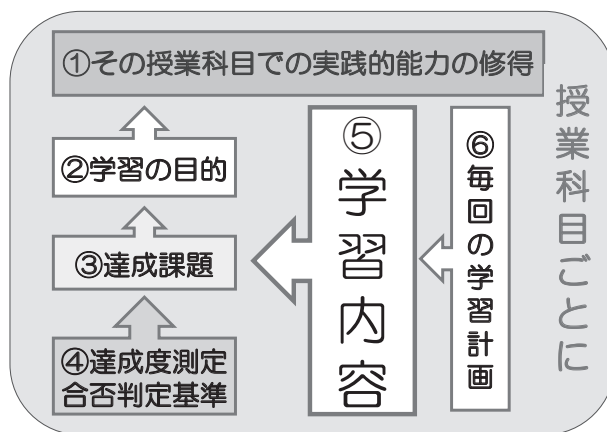 ①その授業科目での実践的能力の修得
②学習の目的
③達成課題
④達成度測定
合否判定基準
⑤学習内容
⑥毎回の学習計画
授業科目ごとに